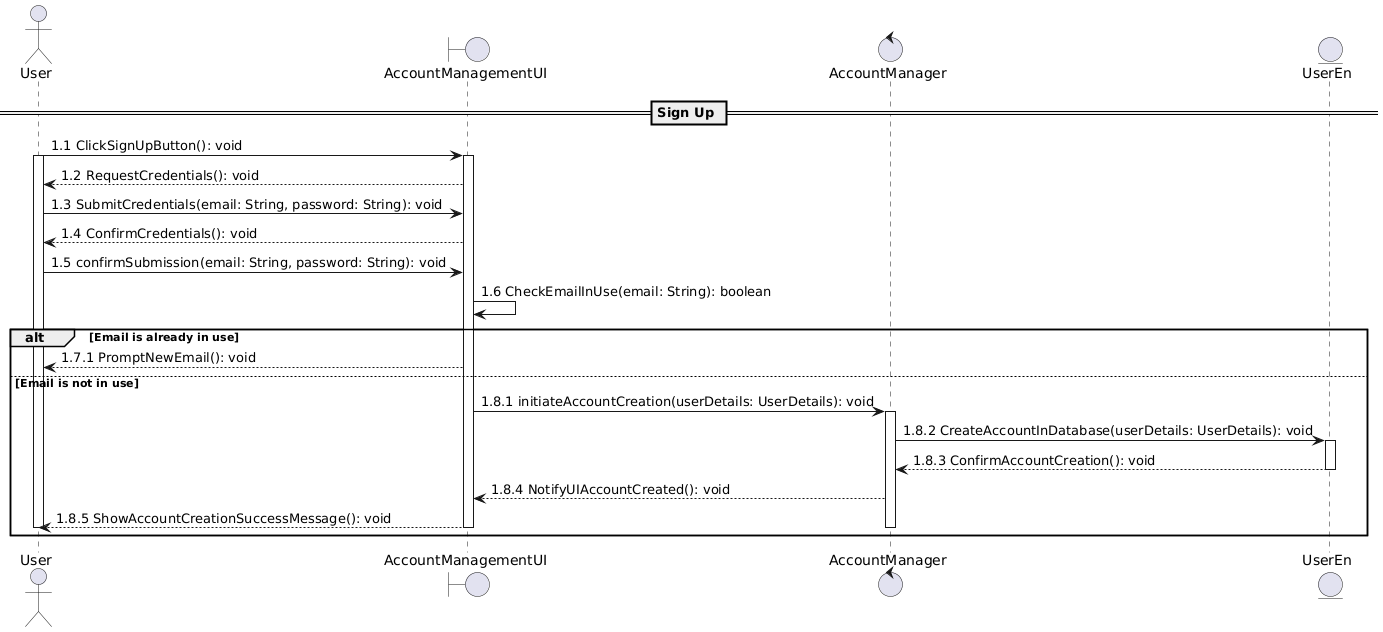 User
AccountManagementUI
AccountManager
UserEn
Sign Up
1.1 ClickSignUpButton(): void
1.2 RequestCredentials(): void
1.3 SubmitCredentials(email: String, password: String): void
1.4 ConfirmCredentials(): void
1.5 confirmSubmission(email: String, password: String): void
1.6 CheckEmailInUse(email: String): boolean
alt [Email is already in use]
1.7.1 PromptNewEmail(): void
[Email is not in use]
1.8.1 initiateAccountCreation(userDetails: UserDetails): void
1.8.2 CreateAccountInDatabase(userDetails: UserDetails): void
1.8.3 ConfirmAccountCreation(): void
1.8.4 NotifyUIAccountCreated(): void
1.8.5 ShowAccountCreationSuccessMessage(): void
User
AccountManagementUI
AccountManager
UserEn